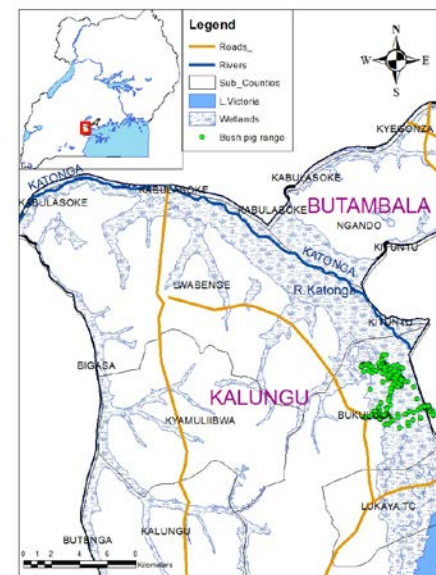 Legend
Roads_
Rivers
Sub_Counties
L.Victoria
Wetlands
Bush pig range
N
W E
S
KYEGONZA
KATONGA
KABULASOKE
KABULASOKE
KABULASOKE
KABULASOKE
BUTAMBALA
NGANDO
KATONGA
KITUNTU
LWABENGE
R.Katonga
KITUNTU
BIGASA
KALUNGU
BUKULULA
KYAMULIIBWA
LUKAYA TC
BUTENGA
KALUNGU
0 1 2 4 6 8
Kilometers